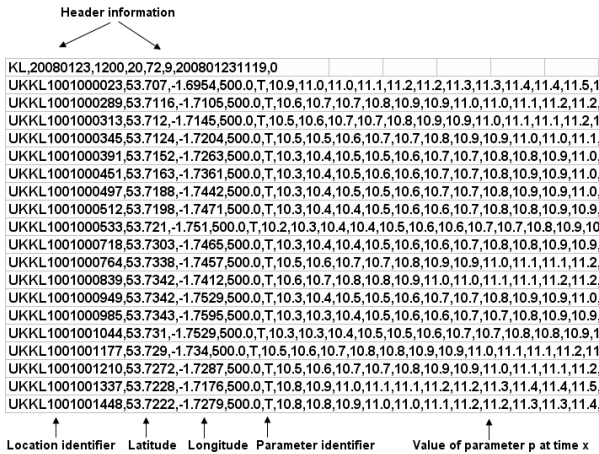 Header information
KL,20080123,1200,20,72,9,200801231119,0
UKKL1001000023,53.707,-1.6954,500.0,T,10.9,11.0,11.0,11.1,11.2,11.2,11.3,11.3,11.4,11.4,11.5,1
UKKL1001000289,53.7116,-1.7105,500.0,T,10.6,10.7,10.7,10.8,10.9,10.9,11.0,11.0,11.1,11.2,11.2,
UKKL1001000313,53.712,-1.7145,500.0,T,10.5,10.6,10.7,10.7,10.8,10.9,10.9,11.0,11.1,11.1,11.2,1
UKKL1001000345,53.7124,-1.7204,500.0,T,10.5,10.5,10.6,10.7,10.7,10.8,10.9,10.9,11.0,11.0,11.1,
UKKL1001000391,53.7152,-1.7263,500.0,T,10.3,10.4,10.5,10.5,10.6,10.7,10.7,10.8,10.8,10.9,11.0,
UKKL1001000451,53.7163,-1.7361,500.0,T,10.3,10.4,10.5,10.5,10.6,10.7,10.7,10.8,10.9,10.9,11.0,
UKKL1001000497,53.7188,-1.7442,500.0,T,10.3,10.4,10.5,10.5,10.6,10.7,10.7,10.8,10.9,10.9,11.0,
UKKL1001000512,53.7198,-1.7471,500.0,T,10.3,10.4,10.4,10.5,10.6,10.6,10.7,10.8,10.8,10.9,10.9,
UKKL1001000533,53.721,-1.751,500.0,T,10.2,10.3,10.4,10.4,10.5,10.6,10.6,10.7,10.7,10.8,10.9,10
UKKL1001000718,53.7303,-1.7465,500.0,T,10.3,10.4,10.4,10.5,10.6,10.6,10.7,10.8,10.8,10.9,10.9,
UKKL1001000764,53.7338,-1.7457,500.0,T,10.5,10.6,10.7,10.7,10.8,10.9,10.9,11.0,11.1,11.1,11.2,
UKKL1001000839,53.7342,-1.7412,500.0,T,10.6,10.7,10.8,10.8,10.9,11.0,11.0,11.1,11.1,11.2,11.2,
UKKL1001000949,53.7342,-1.7529,500.0,T,10.3,10.4,10.5,10.5,10.6,10.7,10.7,10.8,10.9,10.9,11.0,
UKKL1001000985,53.7343,-1.7595,500.0,T,10.3,10.3,10.4,10.5,10.6,10.6,10.7,10.7,10.8,10.9,10.9,
UKKL1001001044,53.731,-1.7529,500.0,T,10.3,10.3,10.4,10.5,10.5,10.6,10.7,10.7,10.8,10.8,10.9,1
UKKL1001001177,53.729,-1.734,500.0,T,10.5,10.6,10.7,10.8,10.8,10.9,10.9,11.0,11.1,11.1,11.2,11
UKKL1001001210,53.7272,-1.7287,500.0,T,10.5,10.6,10.7,10.7,10.8,10.9,10.9,11.0,11.1,11.1,11.2,
UKKL1001001337,53.7228,-1.7176,500.0,T,10.8,10.9,11.0,11.1,11.1,11.2,11.2,11.3,11.4,11.4,11.5,
UKKL1001001448,53.7222,-1.7279,500.0,T,10.8,10.8,10.9,11.0,11.0,11.1,11.2,11.2,11.3,11.3,11.4,
Location identifier Latitude Longitude Parameter identifier Value of parameter p at time x